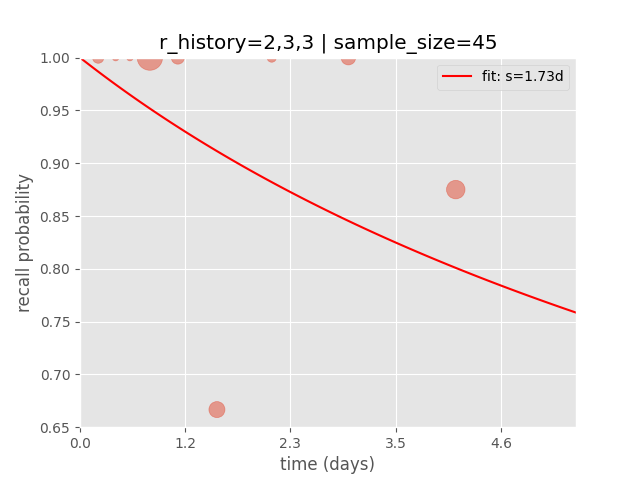 r_history=2,3,3 | sample_size=45
fit: s=1.73d
1.00
0.95
0.90
0.85
0.80
0.75
0.70
0.65
recall probability
0.0 1.2 2.3 3.5 4.6
time (days)